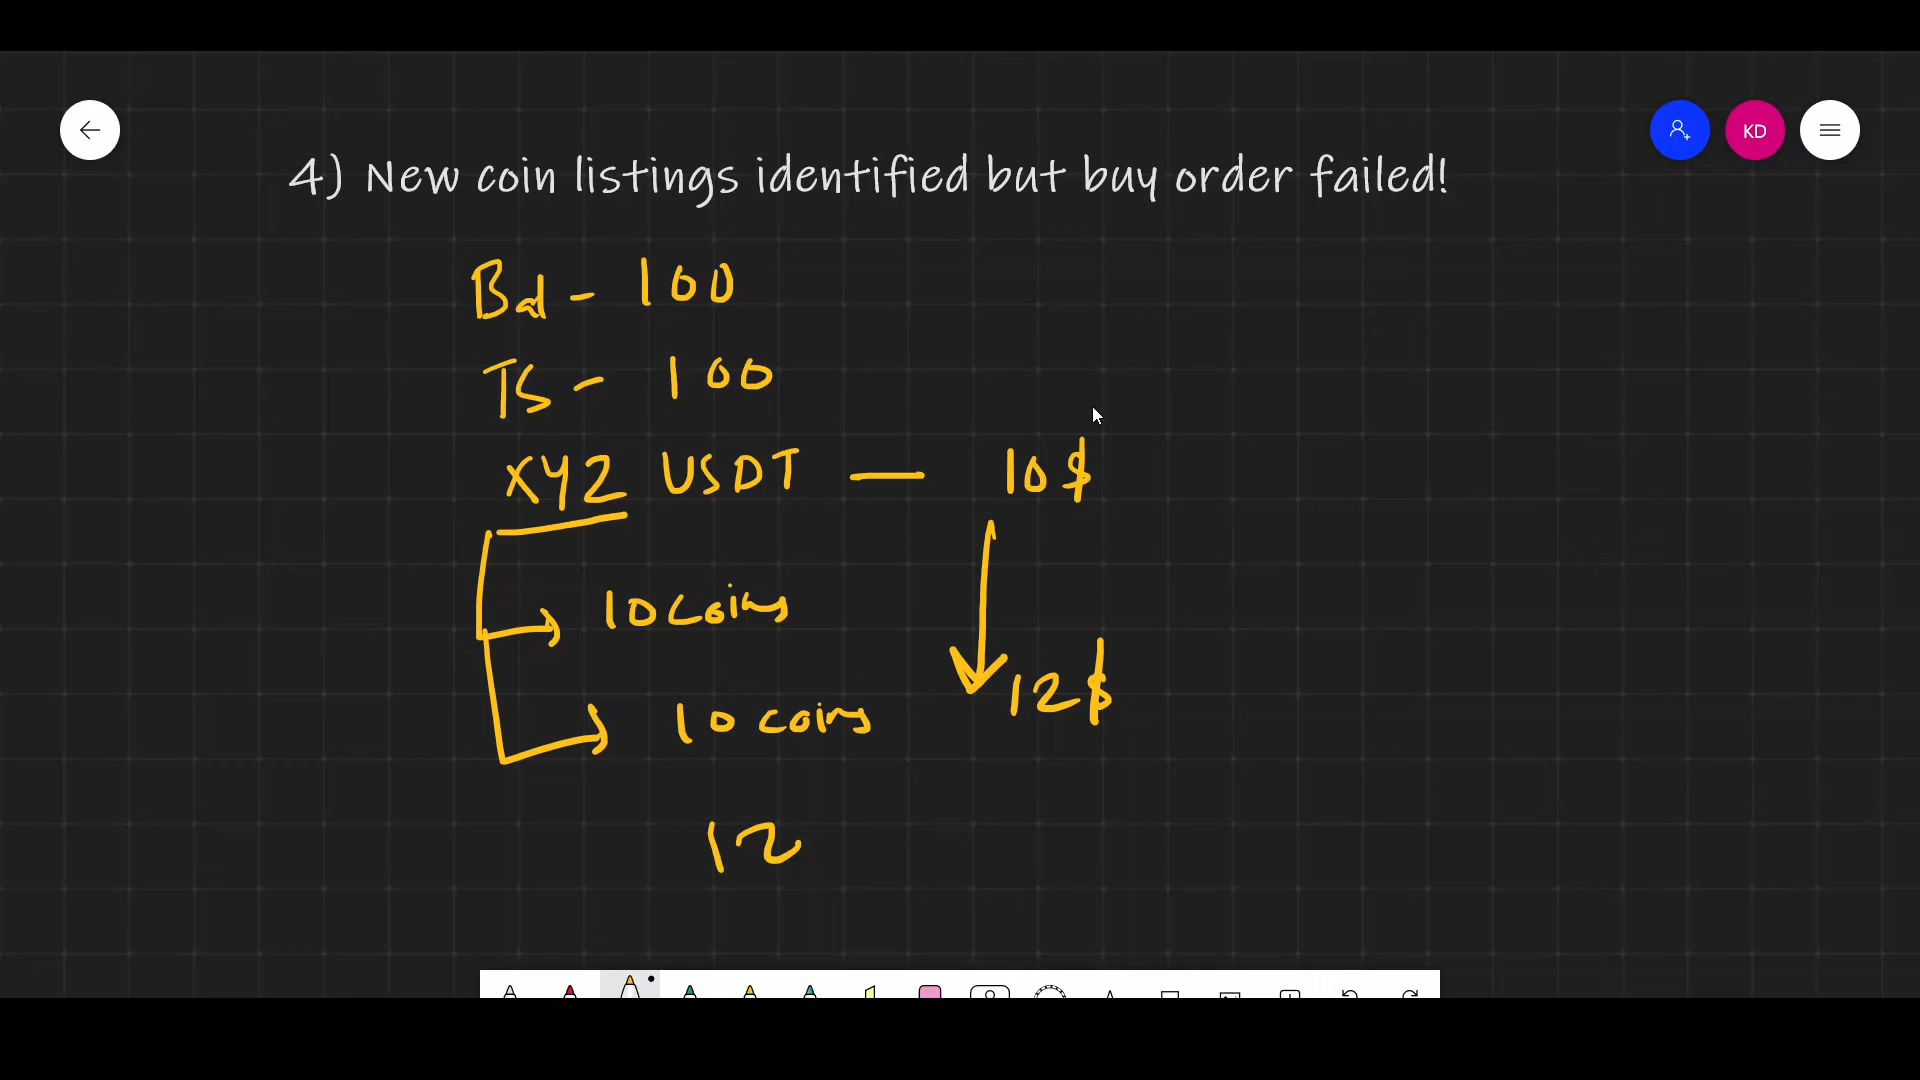 KD
4) New coin listings identified but buy order failed!
Bal - 100
TS - 100
XYZ USDT — 10$
10 coins
12$
10 coins
12